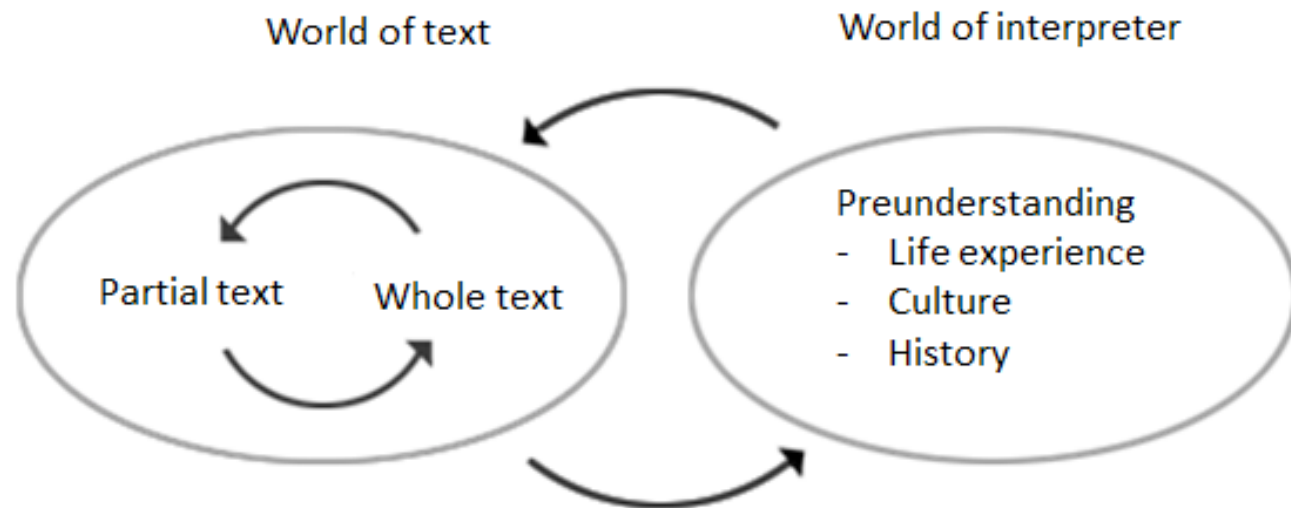 World of text
World of interpreter
Partial text
Whole text
Preunderstanding
- Life experience
- Culture
- History